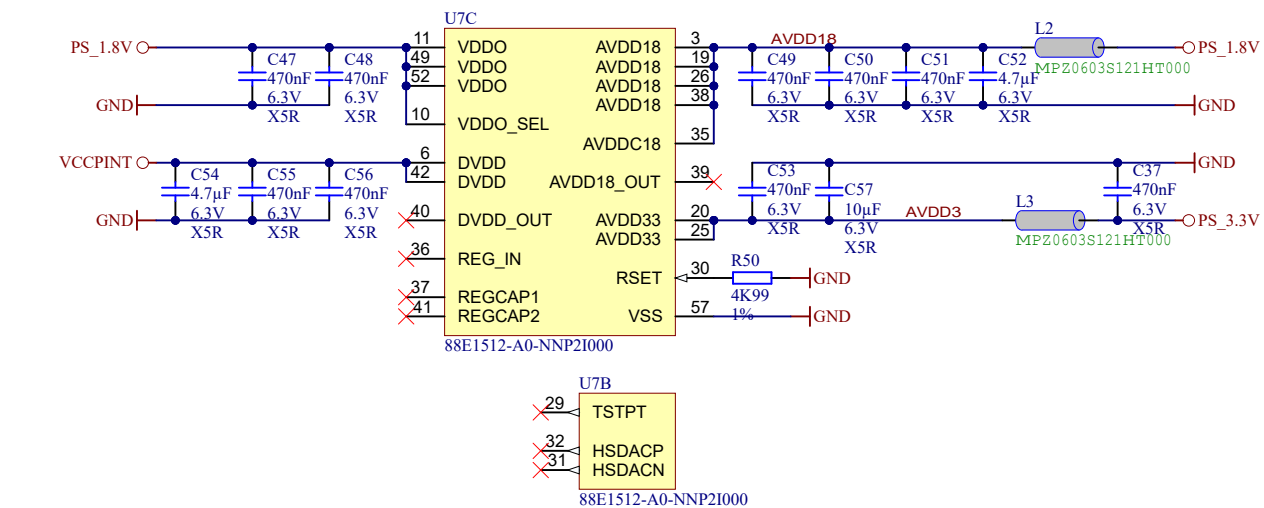 U7C
PS_1.8V
C47
470nF
6.3V
X5R
C48
470nF
6.3V
X5R
GND
11
49
52
10
VDDO
VDDO
VDDO
VDDO_SEL
VCCPINT
C54
4.7µF
6.3V
X5R
C55
470nF
6.3V
X5R
C56
470nF
6.3V
X5R
GND
6
42
40
36
37
41
DVDD
DVDD
DVDD_OUT
REG_IN
REGCAP1
REGCAP2
AVDD18
AVDD18
AVDD18
AVDD18
AVDDC18
AVDD18_OUT
AVDD33
AVDD33
RSET
VSS
3
19
26
38
35
39
20
25
30
57
AVDD18
C49
470nF
6.3V
X5R
C50
470nF
6.3V
X5R
C51
470nF
6.3V
X5R
C52
4.7µF
6.3V
X5R
L2
MPZ0603S121HT000
PS_1.8V
GND
GND
C53
470nF
6.3V
X5R
C57
10µF
6.3V
X5R
AVDD3
L3
MPZ0603S121HT000
C37
470nF
6.3V
X5R
PS_3.3V
R50
4K99
1%
GND
GND
88E1512-A0-NNP2I000
U7B
29
32
31
TSTPT
HSDACP
HSDACN
88E1512-A0-NNP2I000